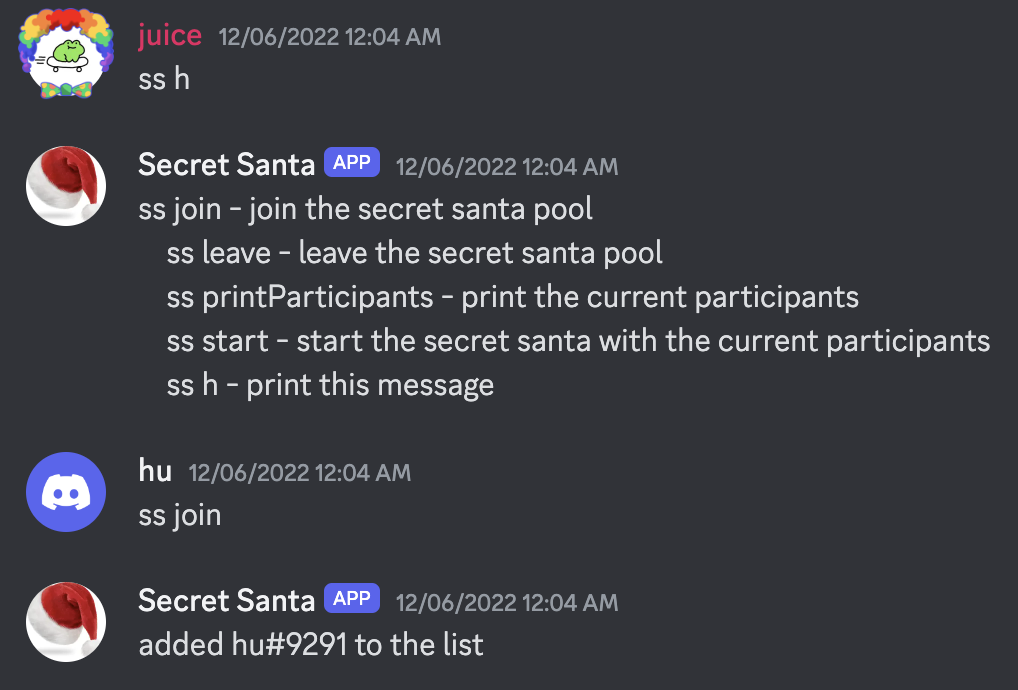 juice 12/06/2022 12:04 AM
ss h
Secret Santa APP 12/06/2022 12:04 AM
ss join - join the secret santa pool
ss leave - leave the secret santa pool
ss printParticipants - print the current participants
ss start - start the secret santa with the current participants
ss h - print this message
hu 12/06/2022 12:04 AM
ss join
Secret Santa APP 12/06/2022 12:04 AM
added hu#9291 to the list